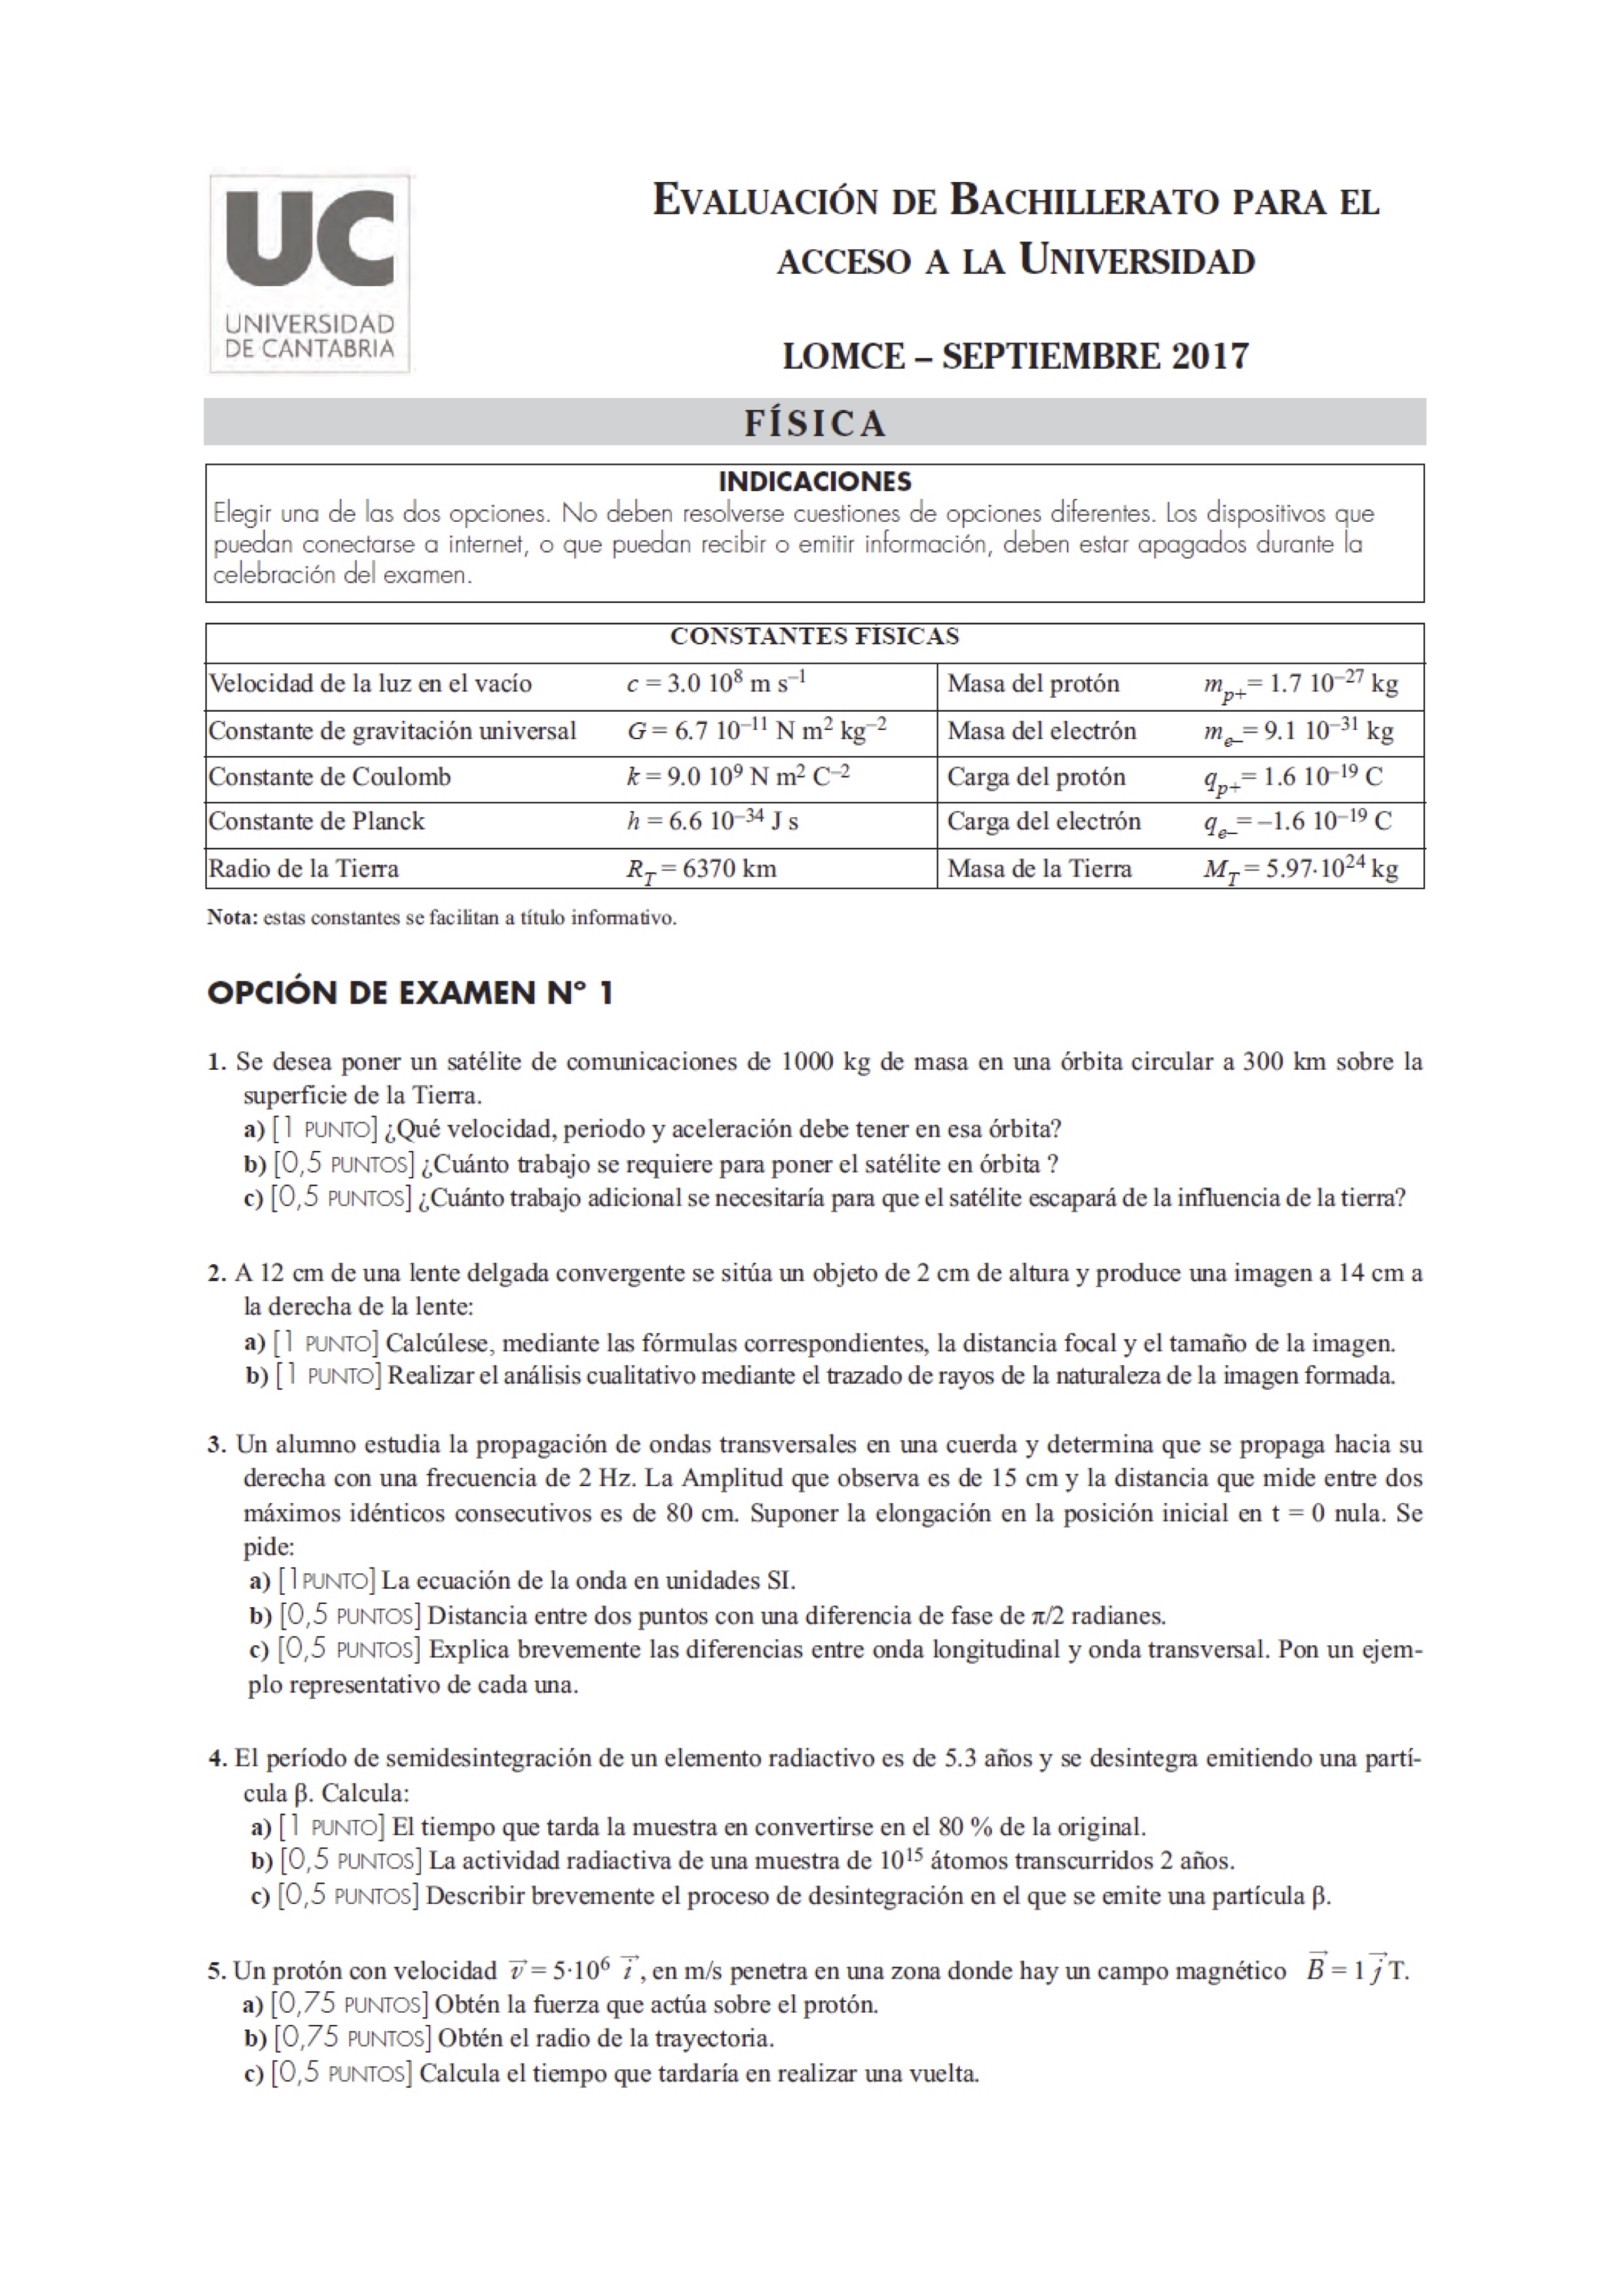 UC
UNIVERSIDAD
DE CANTABRIA
EVALUACIÓN DE BACHILLERATO PARA EL
ACCESO A LA UNIVERSIDAD
LOMCE – SEPTIEMBRE 2017
FÍSICA
INDICACIONES
Elegir una de las dos opciones. No deben resolverse cuestiones de opciones diferentes. Los dispositivos que
puedan conectarse a internet, o que puedan recibir o emitir información, deben estar apagados durante la
celebración del examen.
CONSTANTES FÍSICAS
Velocidad de la luz en el vacío c = 3.0 10⁸ m s⁻¹ Masa del protón mₚ₊ = 1.7 10⁻²⁷ kg
Constante de gravitación universal G = 6.7 10⁻¹¹ N m² kg⁻² Masa del electrón mₑ₋ = 9.1 10⁻³¹ kg
Constante de Coulomb k = 9.0 10⁹ N m² C⁻² Carga del protón qₚ₊ = 1.6 10⁻¹⁹ C
Constante de Planck h = 6.6 10⁻³⁴ J s Carga del electrón qₑ₋ = –1.6 10⁻¹⁹ C
Radio de la Tierra R_T = 6370 km Masa de la Tierra M_T = 5.97·10²⁴ kg
Nota: estas constantes se facilitan a título informativo.
OPCIÓN DE EXAMEN Nº 1
1. Se desea poner un satélite de comunicaciones de 1000 kg de masa en una órbita circular a 300 km sobre la
superficie de la Tierra.
a) [1 PUNTO] ¿Qué velocidad, periodo y aceleración debe tener en esa órbita?
b) [0,5 PUNTOS] ¿Cuánto trabajo se requiere para poner el satélite en órbita ?
c) [0,5 PUNTOS] ¿Cuánto trabajo adicional se necesitaría para que el satélite escapará de la influencia de la tierra?
2. A 12 cm de una lente delgada convergente se sitúa un objeto de 2 cm de altura y produce una imagen a 14 cm a
la derecha de la lente:
a) [1 PUNTO] Calcúlese, mediante las fórmulas correspondientes, la distancia focal y el tamaño de la imagen.
b) [1 PUNTO] Realizar el análisis cualitativo mediante el trazado de rayos de la naturaleza de la imagen formada.
3. Un alumno estudia la propagación de ondas transversales en una cuerda y determina que se propaga hacia su
derecha con una frecuencia de 2 Hz. La Amplitud que observa es de 15 cm y la distancia que mide entre dos
máximos idénticos consecutivos es de 80 cm. Suponer la elongación en la posición inicial en t = 0 nula. Se
pide:
a) [1 PUNTO] La ecuación de la onda en unidades SI.
b) [0,5 PUNTOS] Distancia entre dos puntos con una diferencia de fase de π/2 radianes.
c) [0,5 PUNTOS] Explica brevemente las diferencias entre onda longitudinal y onda transversal. Pon un ejem-
plo representativo de cada una.
4. El período de semidesintegración de un elemento radiactivo es de 5.3 años y se desintegra emitiendo una partí-
cula β. Calcula:
a) [1 PUNTO] El tiempo que tarda la muestra en convertirse en el 80 % de la original.
b) [0,5 PUNTOS] La actividad radiactiva de una muestra de 10¹⁵ átomos transcurridos 2 años.
c) [0,5 PUNTOS] Describir brevemente el proceso de desintegración en el que se emite una partícula β.
5. Un protón con velocidad v⃗ = 5·10⁶ i⃗ , en m/s penetra en una zona donde hay un campo magnético B⃗ = 1 j⃗ T.
a) [0,75 PUNTOS] Obtén la fuerza que actúa sobre el protón.
b) [0,75 PUNTOS] Obtén el radio de la trayectoria.
c) [0,5 PUNTOS] Calcula el tiempo que tardaría en realizar una vuelta.